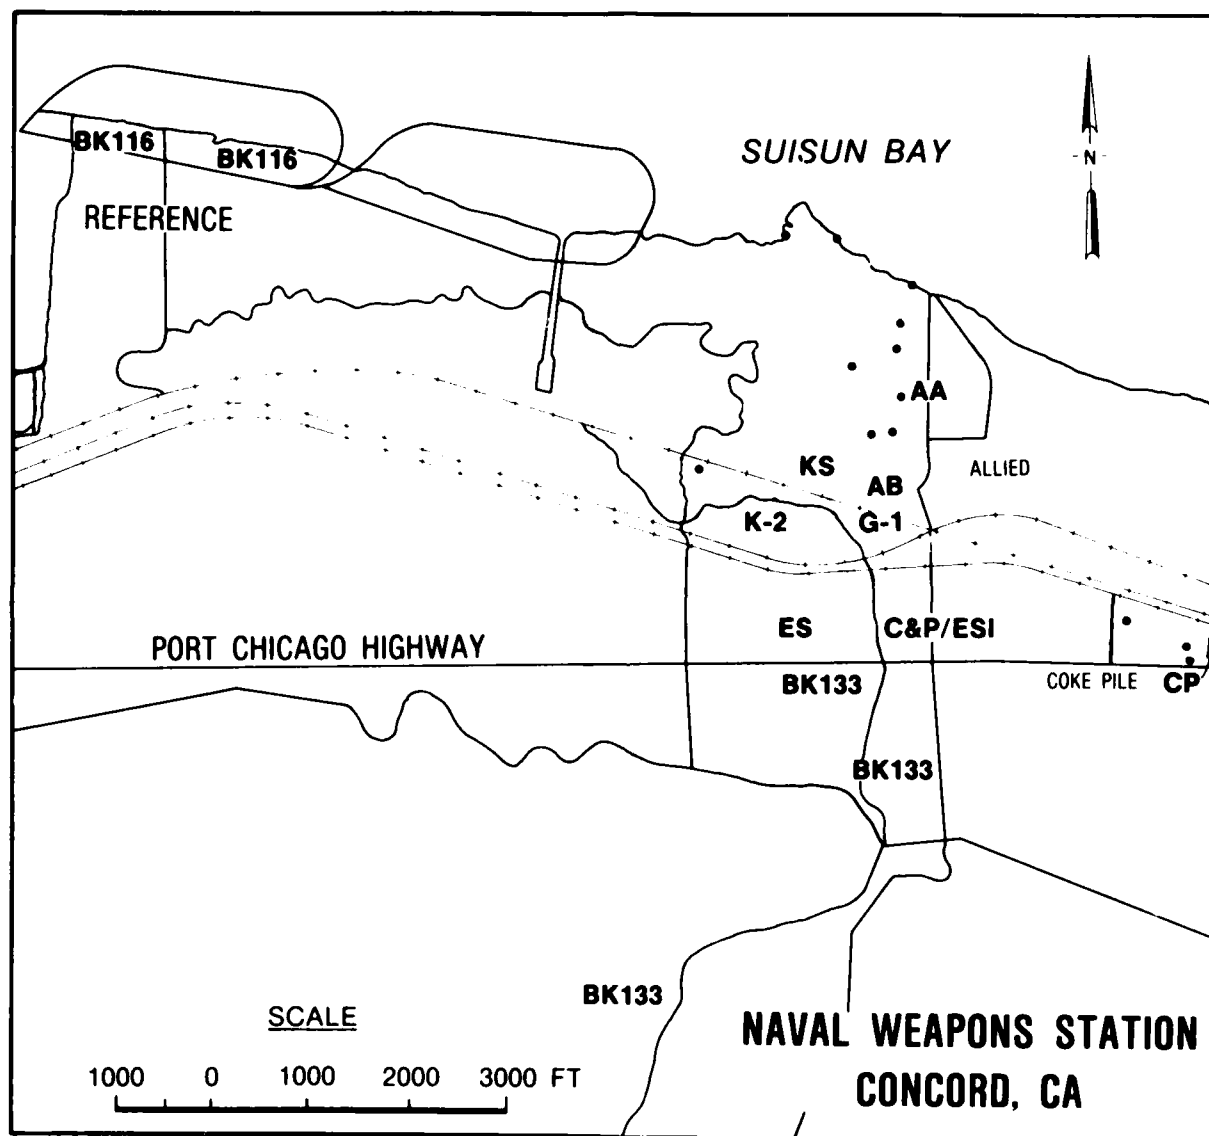 BK116
BK116
SUISUN BAY
N
REFERENCE
AA
KS
ALLIED
AB
K-2
G-1
ES
C&P/ESI
PORT CHICAGO HIGHWAY
BK133
COKE PILE
CP
BK133
BK133
SCALE
1000 0 1000 2000 3000 FT
NAVAL WEAPONS STATION
CONCORD, CA